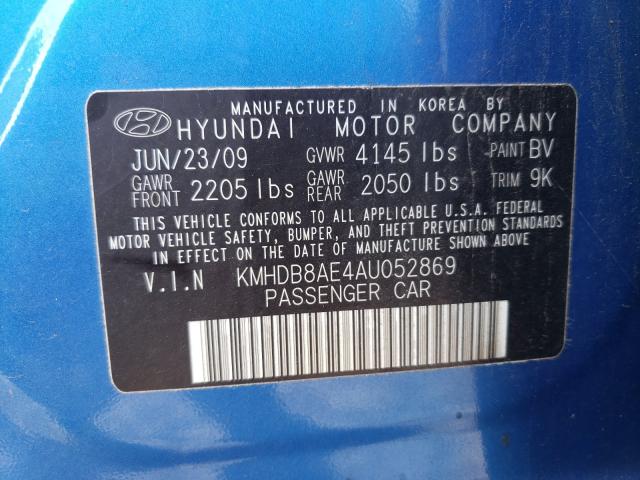 MANUFACTURED IN KOREA BY
HYUNDAI MOTOR COMPANY
JUN/23/09 GVWR 4145 lbs PAINT BV
GAWR FRONT 2205 lbs GAWR REAR 2050 lbs TRIM 9K
THIS VEHICLE CONFORMS TO ALL APPLICABLE U.S.A. FEDERAL
MOTOR VEHICLE SAFETY, BUMPER, AND THEFT PREVENTION STANDARDS
IN EFFECT ON THE DATE OF MANUFACTURE SHOWN ABOVE
V.I.N KMHDB8AE4AU052869
PASSENGER CAR